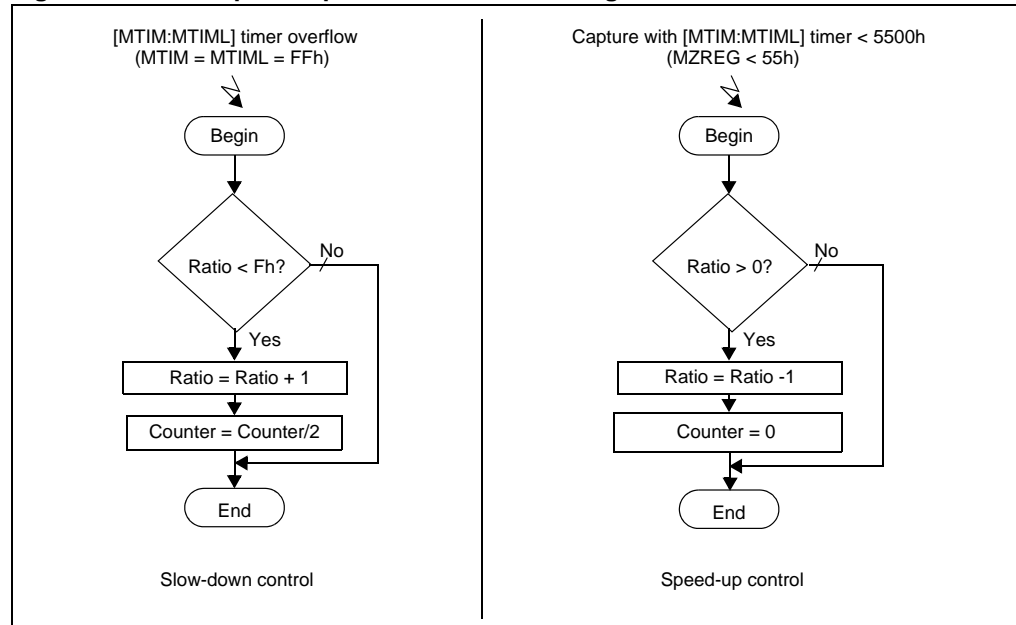 [MTIM:MTIML] timer overflow
(MTIM = MTIML = FFh)
Begin
Ratio < Fh?
No
Yes
Ratio = Ratio + 1
Counter = Counter/2
End
Slow-down control
Capture with [MTIM:MTIML] timer < 5500h
(MZREG < 55h)
Begin
Ratio > 0?
No
Yes
Ratio = Ratio -1
Counter = 0
End
Speed-up control